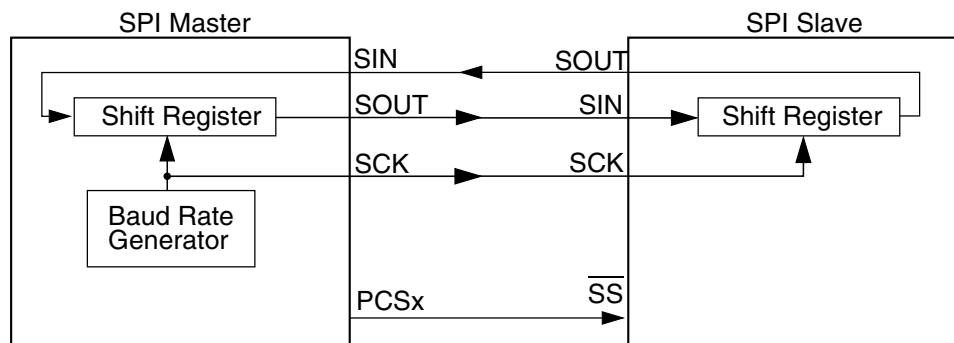 SPI Master
SPI Slave
SIN
SOUT
Shift Register
SOUT
SIN
Shift Register
SCK
SCK
Baud Rate
Generator
PCSx
SS